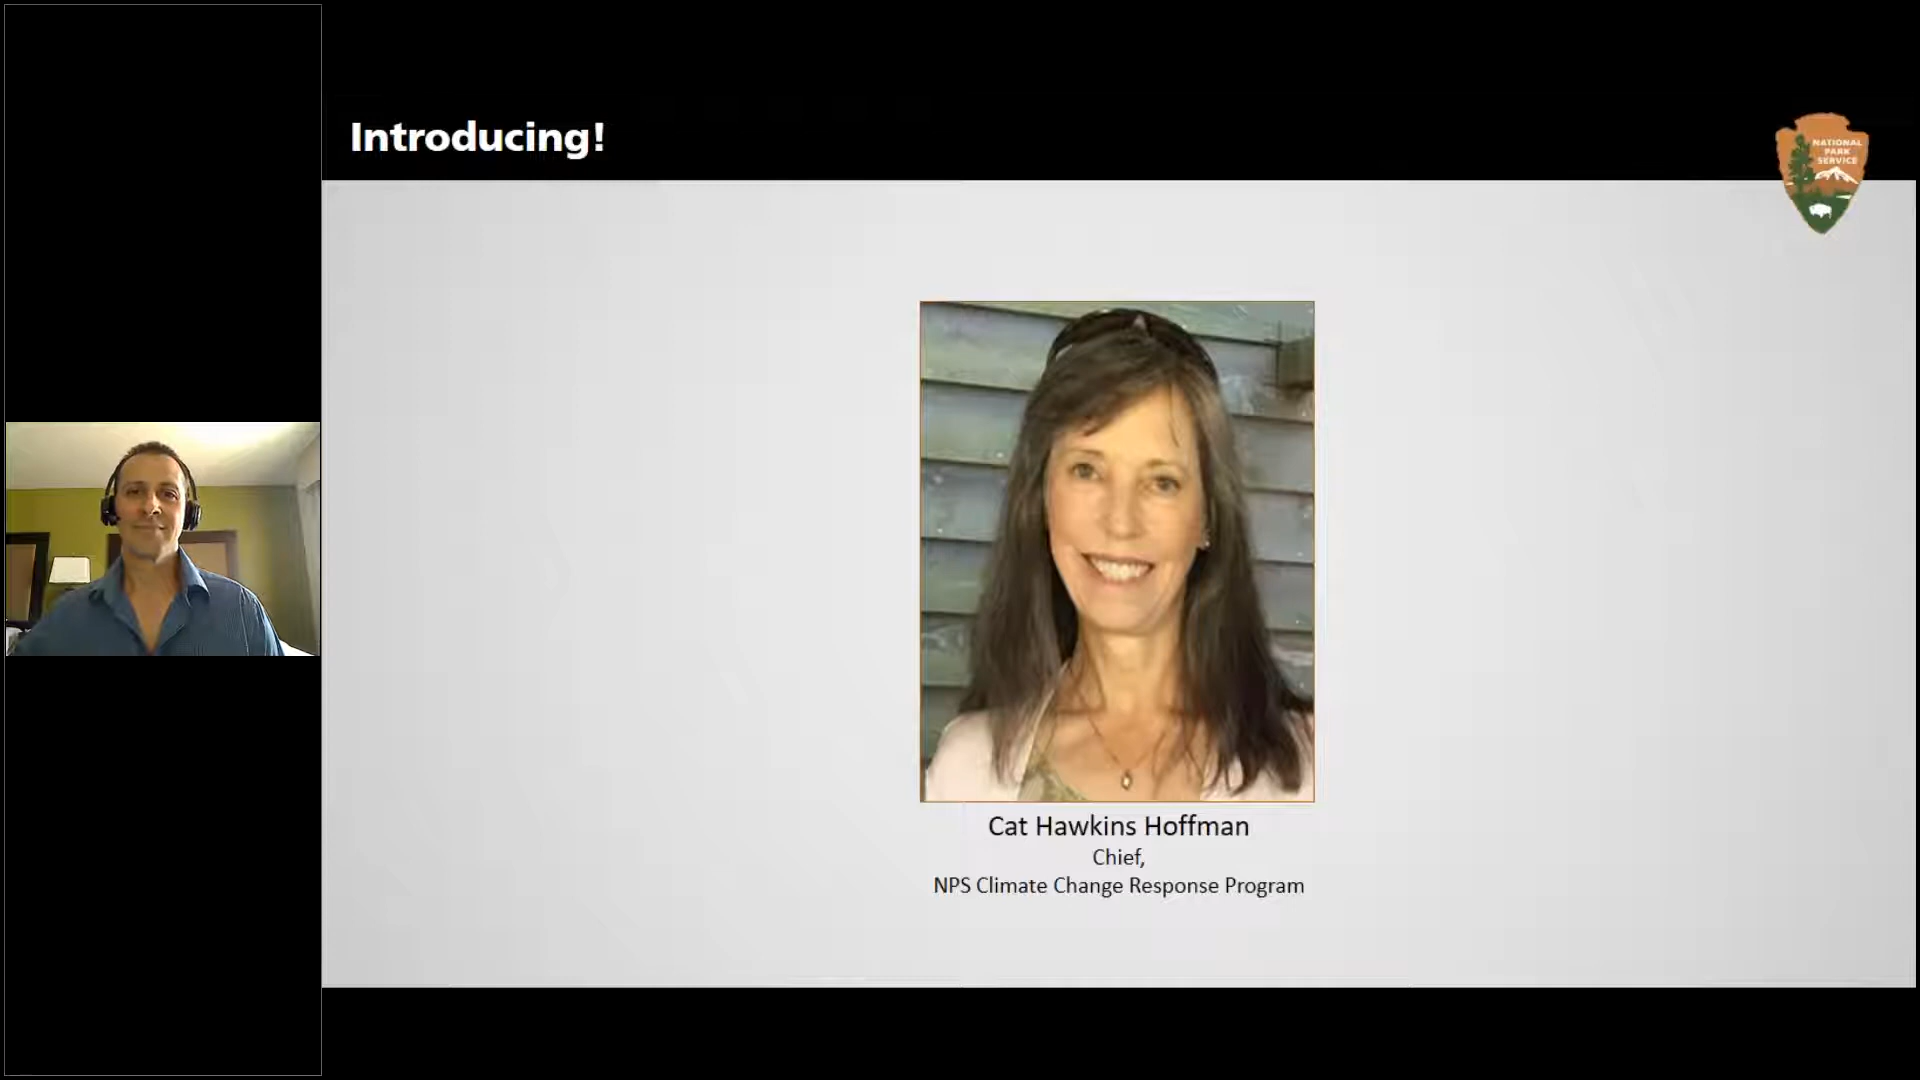 Introducing!
NATIONAL
PARK
SERVICE
Cat Hawkins Hoffman
Chief,
NPS Climate Change Response Program